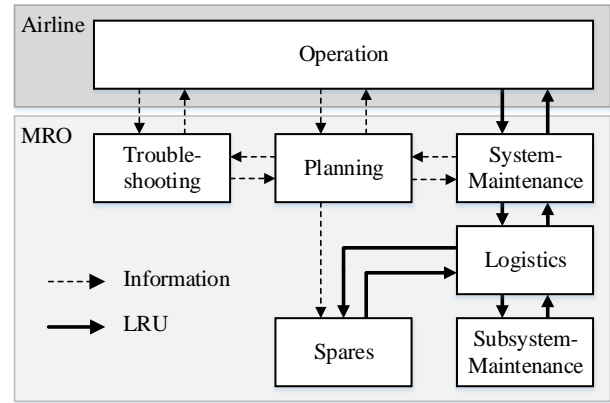 Airline
Operation
MRO
Trouble-
shooting
Planning
System-
Maintenance
Logistics
Information
LRU
Spares
Subsystem-
Maintenance